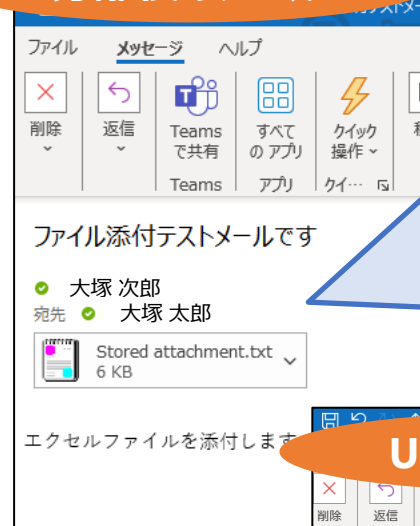 ファイル メッセージ ヘルプ
削除 返信 Teams で共有 すべて のアプリ クイック 操作
Teams アプリ クイ…
ファイル添付テストメールです
大塚 次郎
宛先 大塚 太郎
Stored attachment.txt
6 KB
エクセルファイルを添付します
U
削除 返信